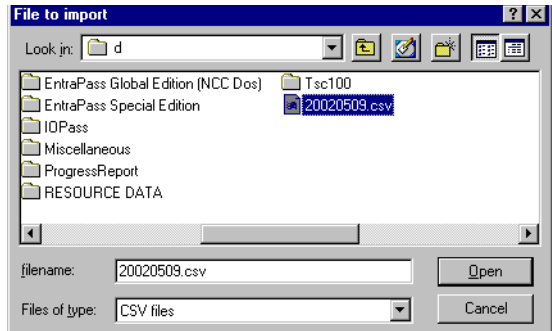 File to import
Look in: d
EntraPass Global Edition (NCC Dos) Tsc100
EntraPass Special Edition 20020509.csv
IOPass
Miscellaneous
ProgressReport
RESOURCE DATA
filename: 20020509.csv Open
Files of type: CSV files Cancel